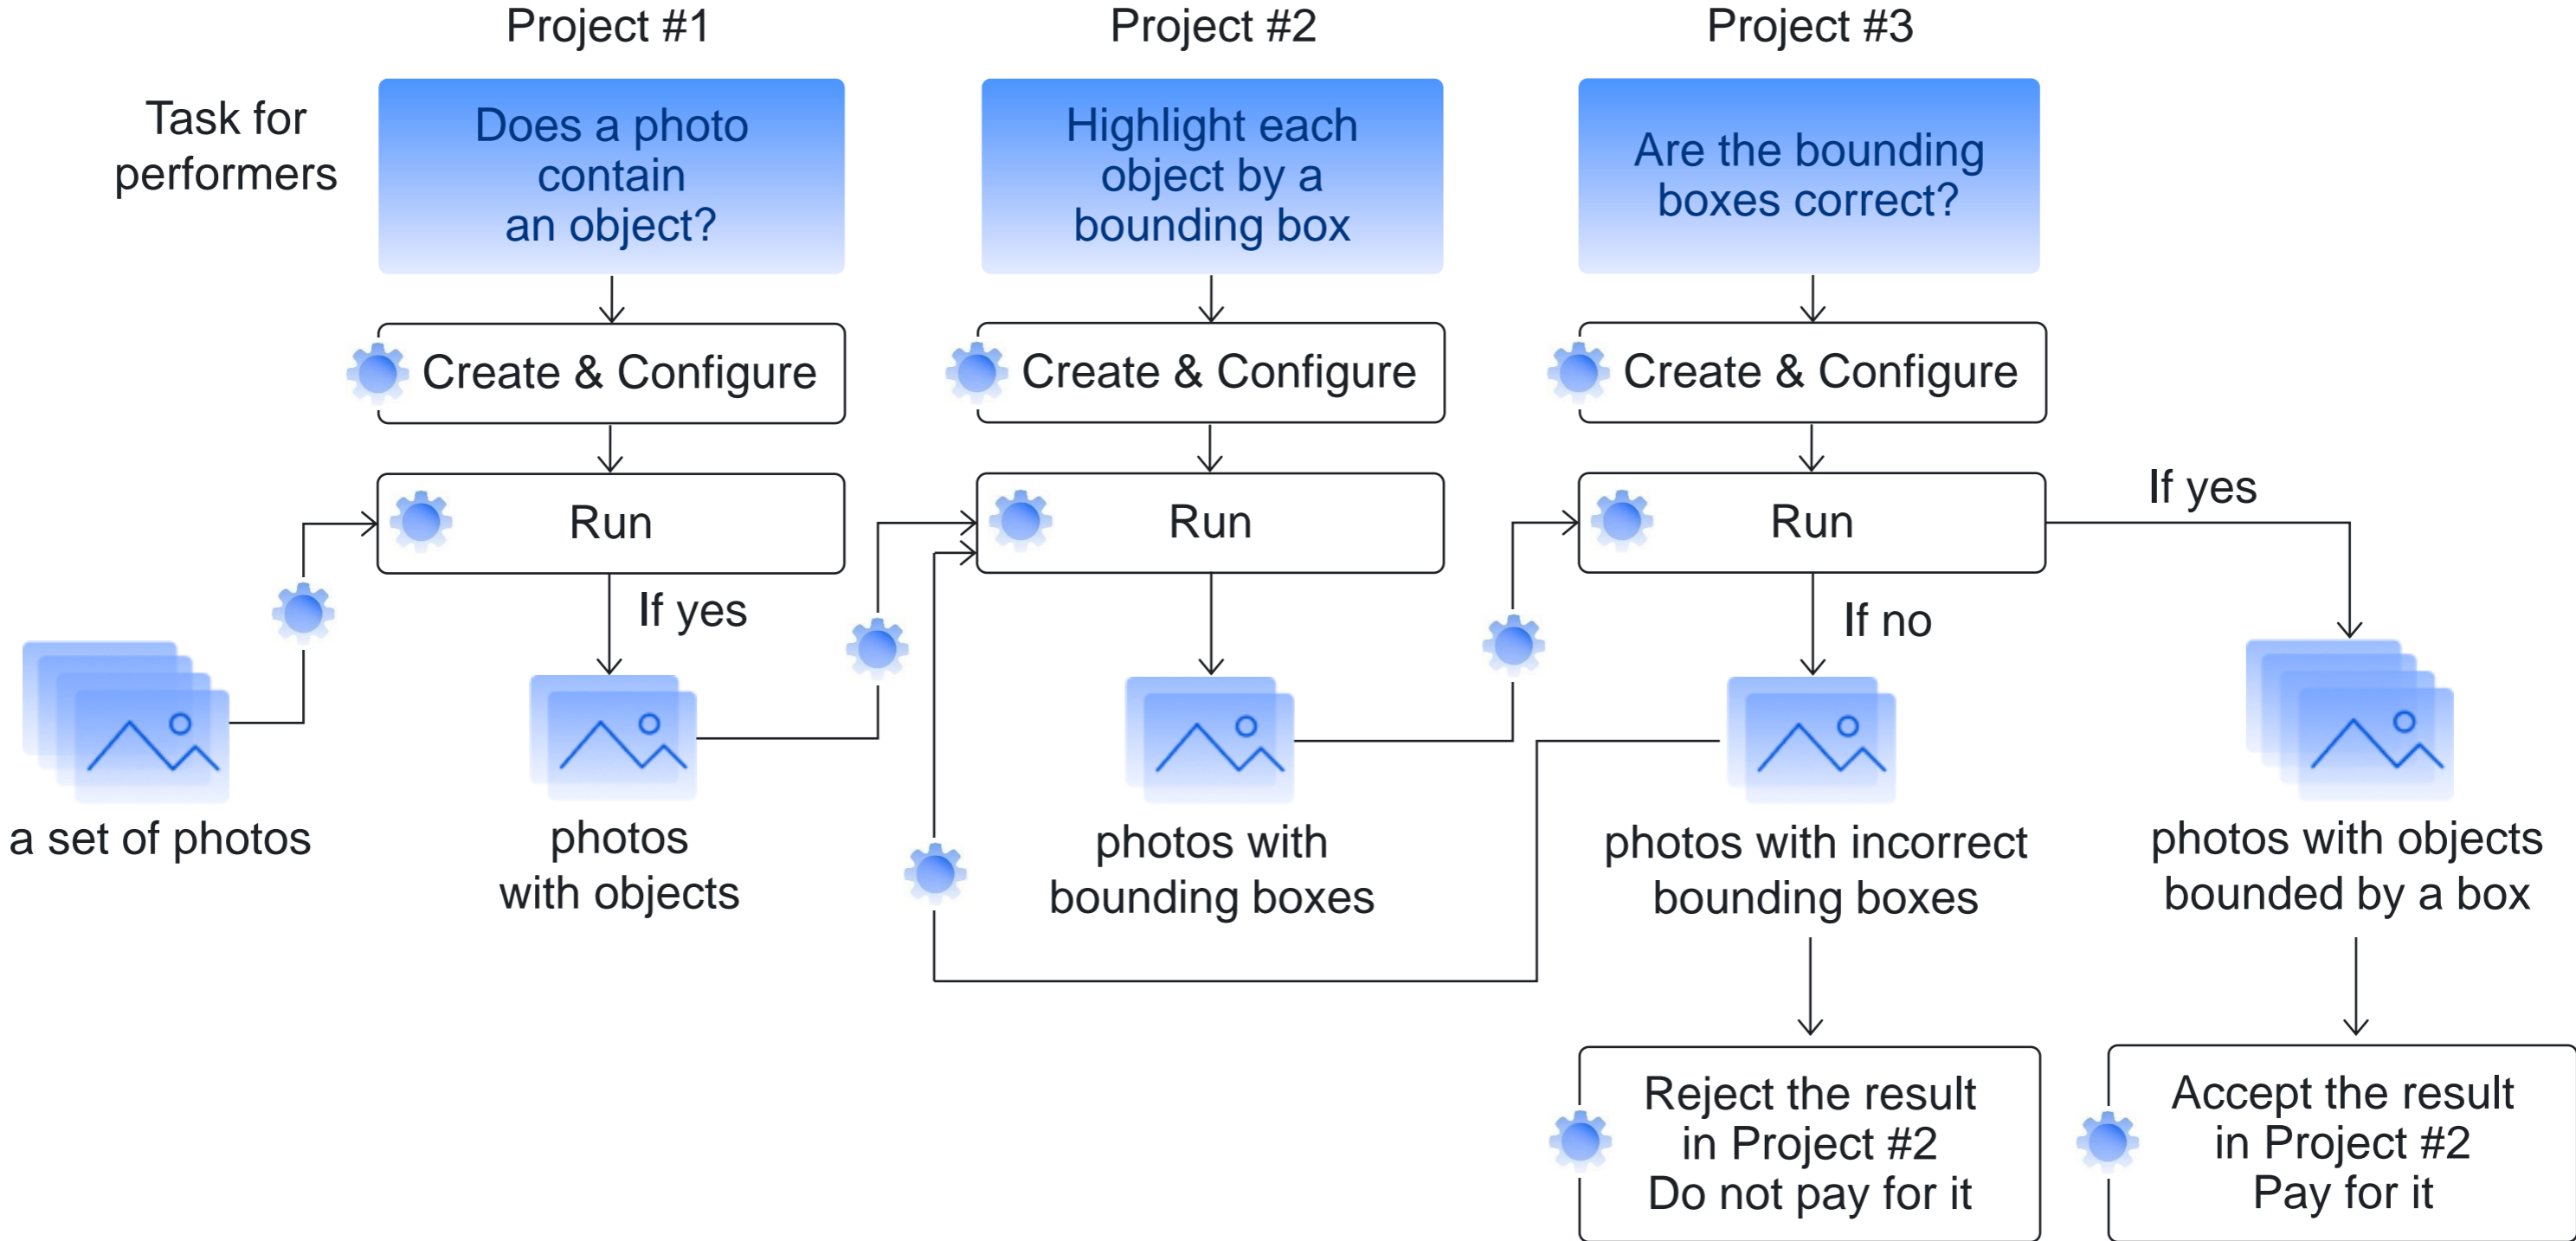 Project #1
Project #2
Project #3
Task for
performers
Does a photo
contain
an object?
Highlight each
object by a
bounding box
Are the bounding
boxes correct?
Create & Configure
Create & Configure
Create & Configure
Run
Run
Run
If yes
If yes
If no
a set of photos
photos
with objects
photos with
bounding boxes
photos with incorrect
bounding boxes
photos with objects
bounded by a box
Reject the result
in Project #2
Do not pay for it
Accept the result
in Project #2
Pay for it